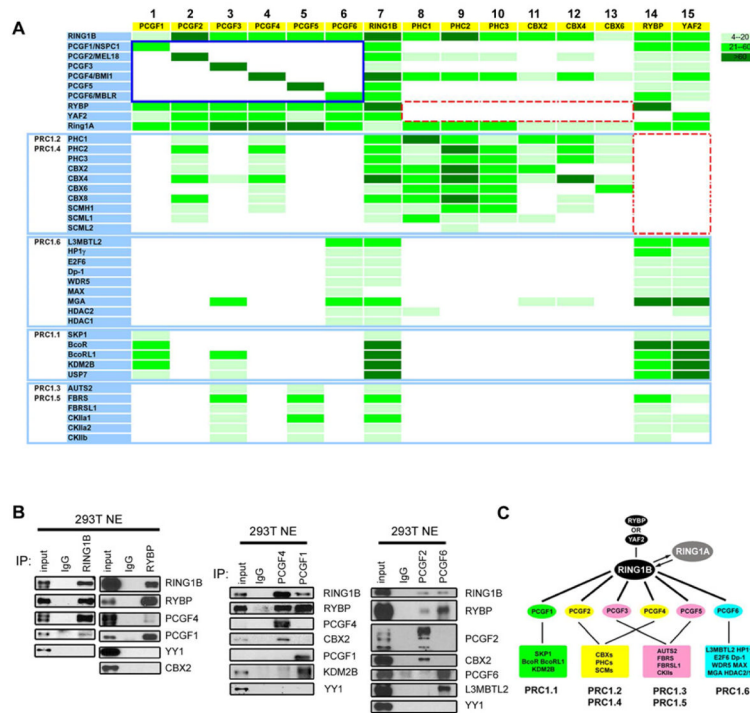 A
1 2 3 4 5 6 7 8 9 10 11 12 13 14 15
PCGF1 PCGF2 PCGF3 PCGF4 PCGF5 PCGF6 RING1B PHC1 PHC2 PHC3 CBX2 CBX4 CBX6 RYBP YAF2
RING1B
PCGF1/NSPC1
PCGF2/MEL18
PCGF3
PCGF4/BMI1
PCGF5
PCGF6/MBLR
RYBP
YAF2
Ring1A
4--20
21--60
PRC1.2 PHC1
PRC1.4 PHC2
PHC3
CBX2
CBX4
CBX6
CBX8
SCMH1
SCML1
SCML2
PRC1.6 L3MBTL2
HP1γ
E2F6
Dp-1
WDR5
MAX
MGA
HDAC2
HDAC1
PRC1.1 SKP1
BcoR
BcoRL1
KDM2B
USP7
PRC1.3 AUTS2
PRC1.5 FBRS
FBRSL1
CKIIa1
CKIIa2
CKIIb
B
293T NE
IP: input IgG RING1B input IgG RYBP
RING1B
RYBP
PCGF4
PCGF1
YY1
CBX2
293T NE
IP: input IgG PCGF4 PCGF1
RING1B
RYBP
PCGF4
CBX2
PCGF1
KDM2B
YY1
293T NE
input IgG PCGF2 PCGF6
RING1B
RYBP
PCGF2
CBX2
PCGF6
L3MBTL2
YY1
C
RYBP
OR
YAF2
RING1B
RING1A
PCGF1 PCGF2 PCGF3 PCGF4 PCGF5 PCGF6
SKP1
BcoR BcoRL1
KDM2B
CBXs
PHCs
SCMs
AUTS2
FBRS
FBRSL1
CKIIs
L3MBTL2 HP1
E2F6 Dp-1
WDR5 MAX
MGA HDAC2/1
PRC1.1
PRC1.2
PRC1.4
PRC1.3
PRC1.5
PRC1.6